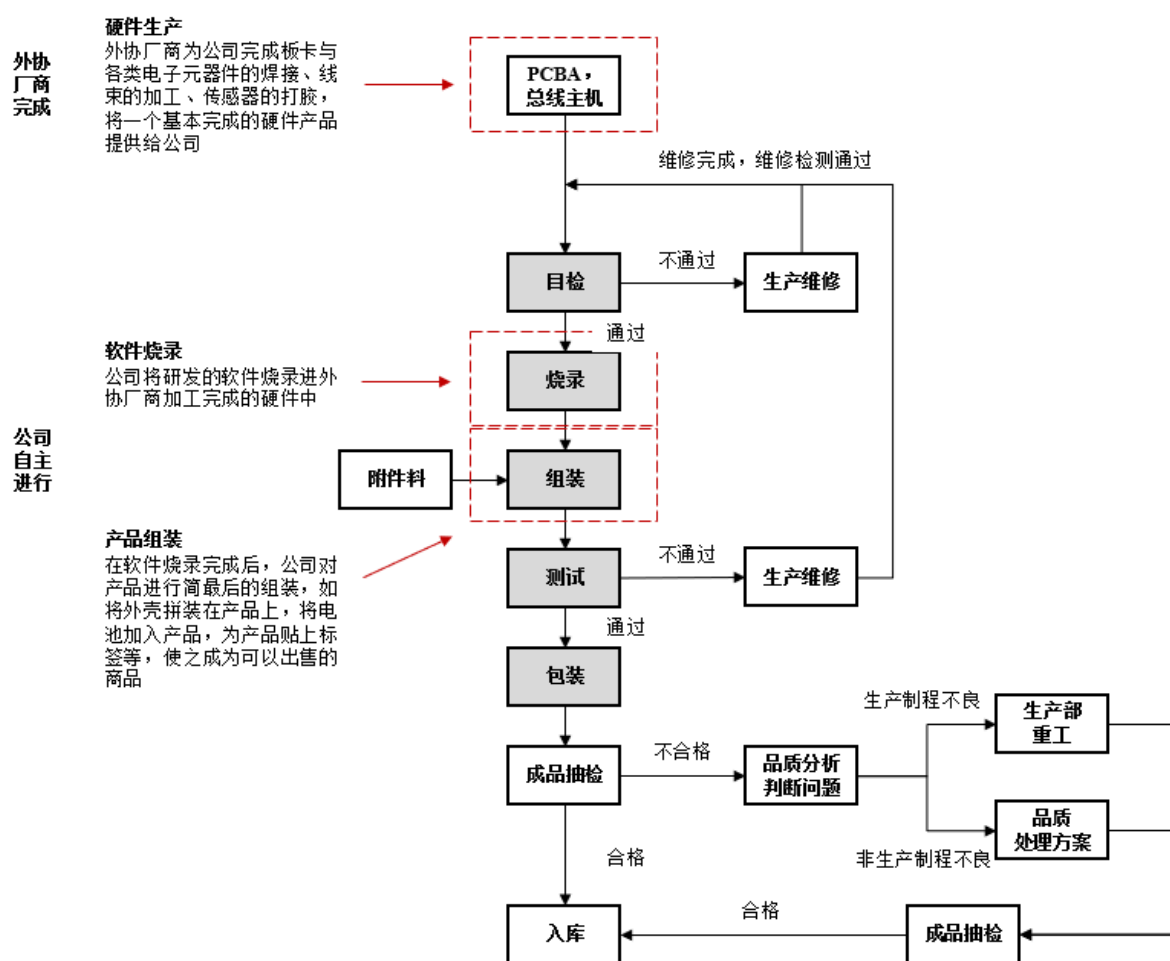 外协
厂商
完成
硬件生产
外协厂商为公司完成板卡与
各类电子元器件的焊接、线
束的加工、传感器的打胶，
将一个基本完成的硬件产品
提供给公司
PCBA，
总线主机
维修完成，维修检测通过
目检
不通过
生产维修
通过
软件烧录
公司将研发的软件烧录进外
协厂商加工完成的硬件中
烧录
公司
自主
进行
附件料
组装
产品组装
在软件烧录完成后，公司对
产品进行简最后的组装，如
将外壳拼装在产品上，将电
池加入产品，为产品贴上标
签等，使之成为可以出售的
商品
测试
不通过
生产维修
通过
包装
成品抽检
不合格
品质分析
判断问题
生产制程不良
生产部
重工
非生产制程不良
品质
处理方案
合格
入库
合格
成品抽检